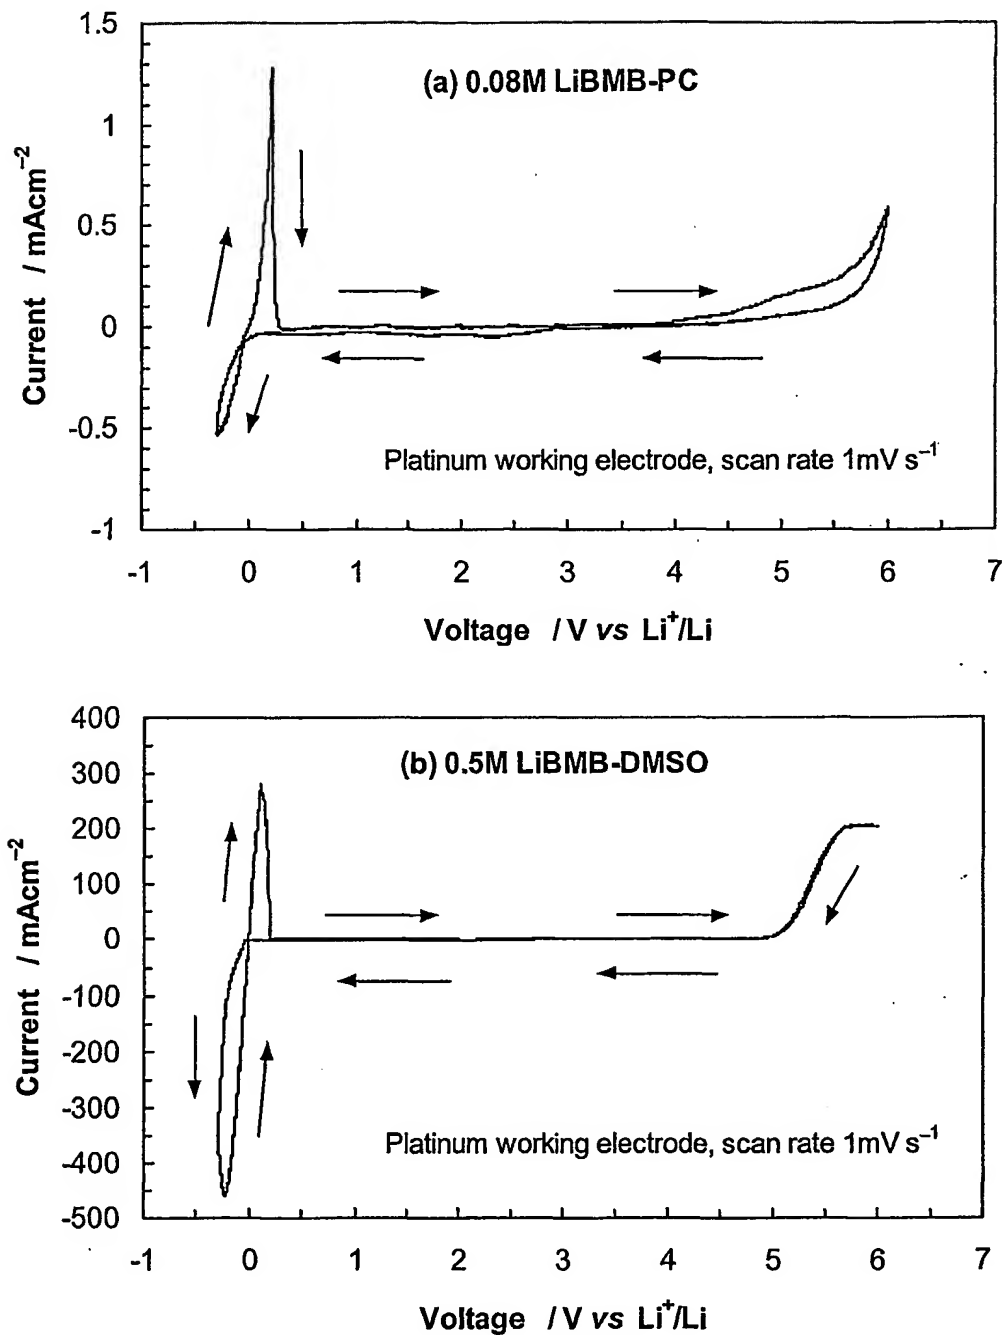 (a) 0.08M LiBMB-PC
1.5
1
0.5
0
-0.5
-1
Current / mAcm⁻²
Platinum working electrode, scan rate 1mV s⁻¹
-1 0 1 2 3 4 5 6 7
Voltage / V vs Li⁺/Li
(b) 0.5M LiBMB-DMSO
400
300
200
100
0
-100
-200
-300
-400
-500
Current / mAcm⁻²
Platinum working electrode, scan rate 1mV s⁻¹
-1 0 1 2 3 4 5 6 7
Voltage / V vs Li⁺/Li